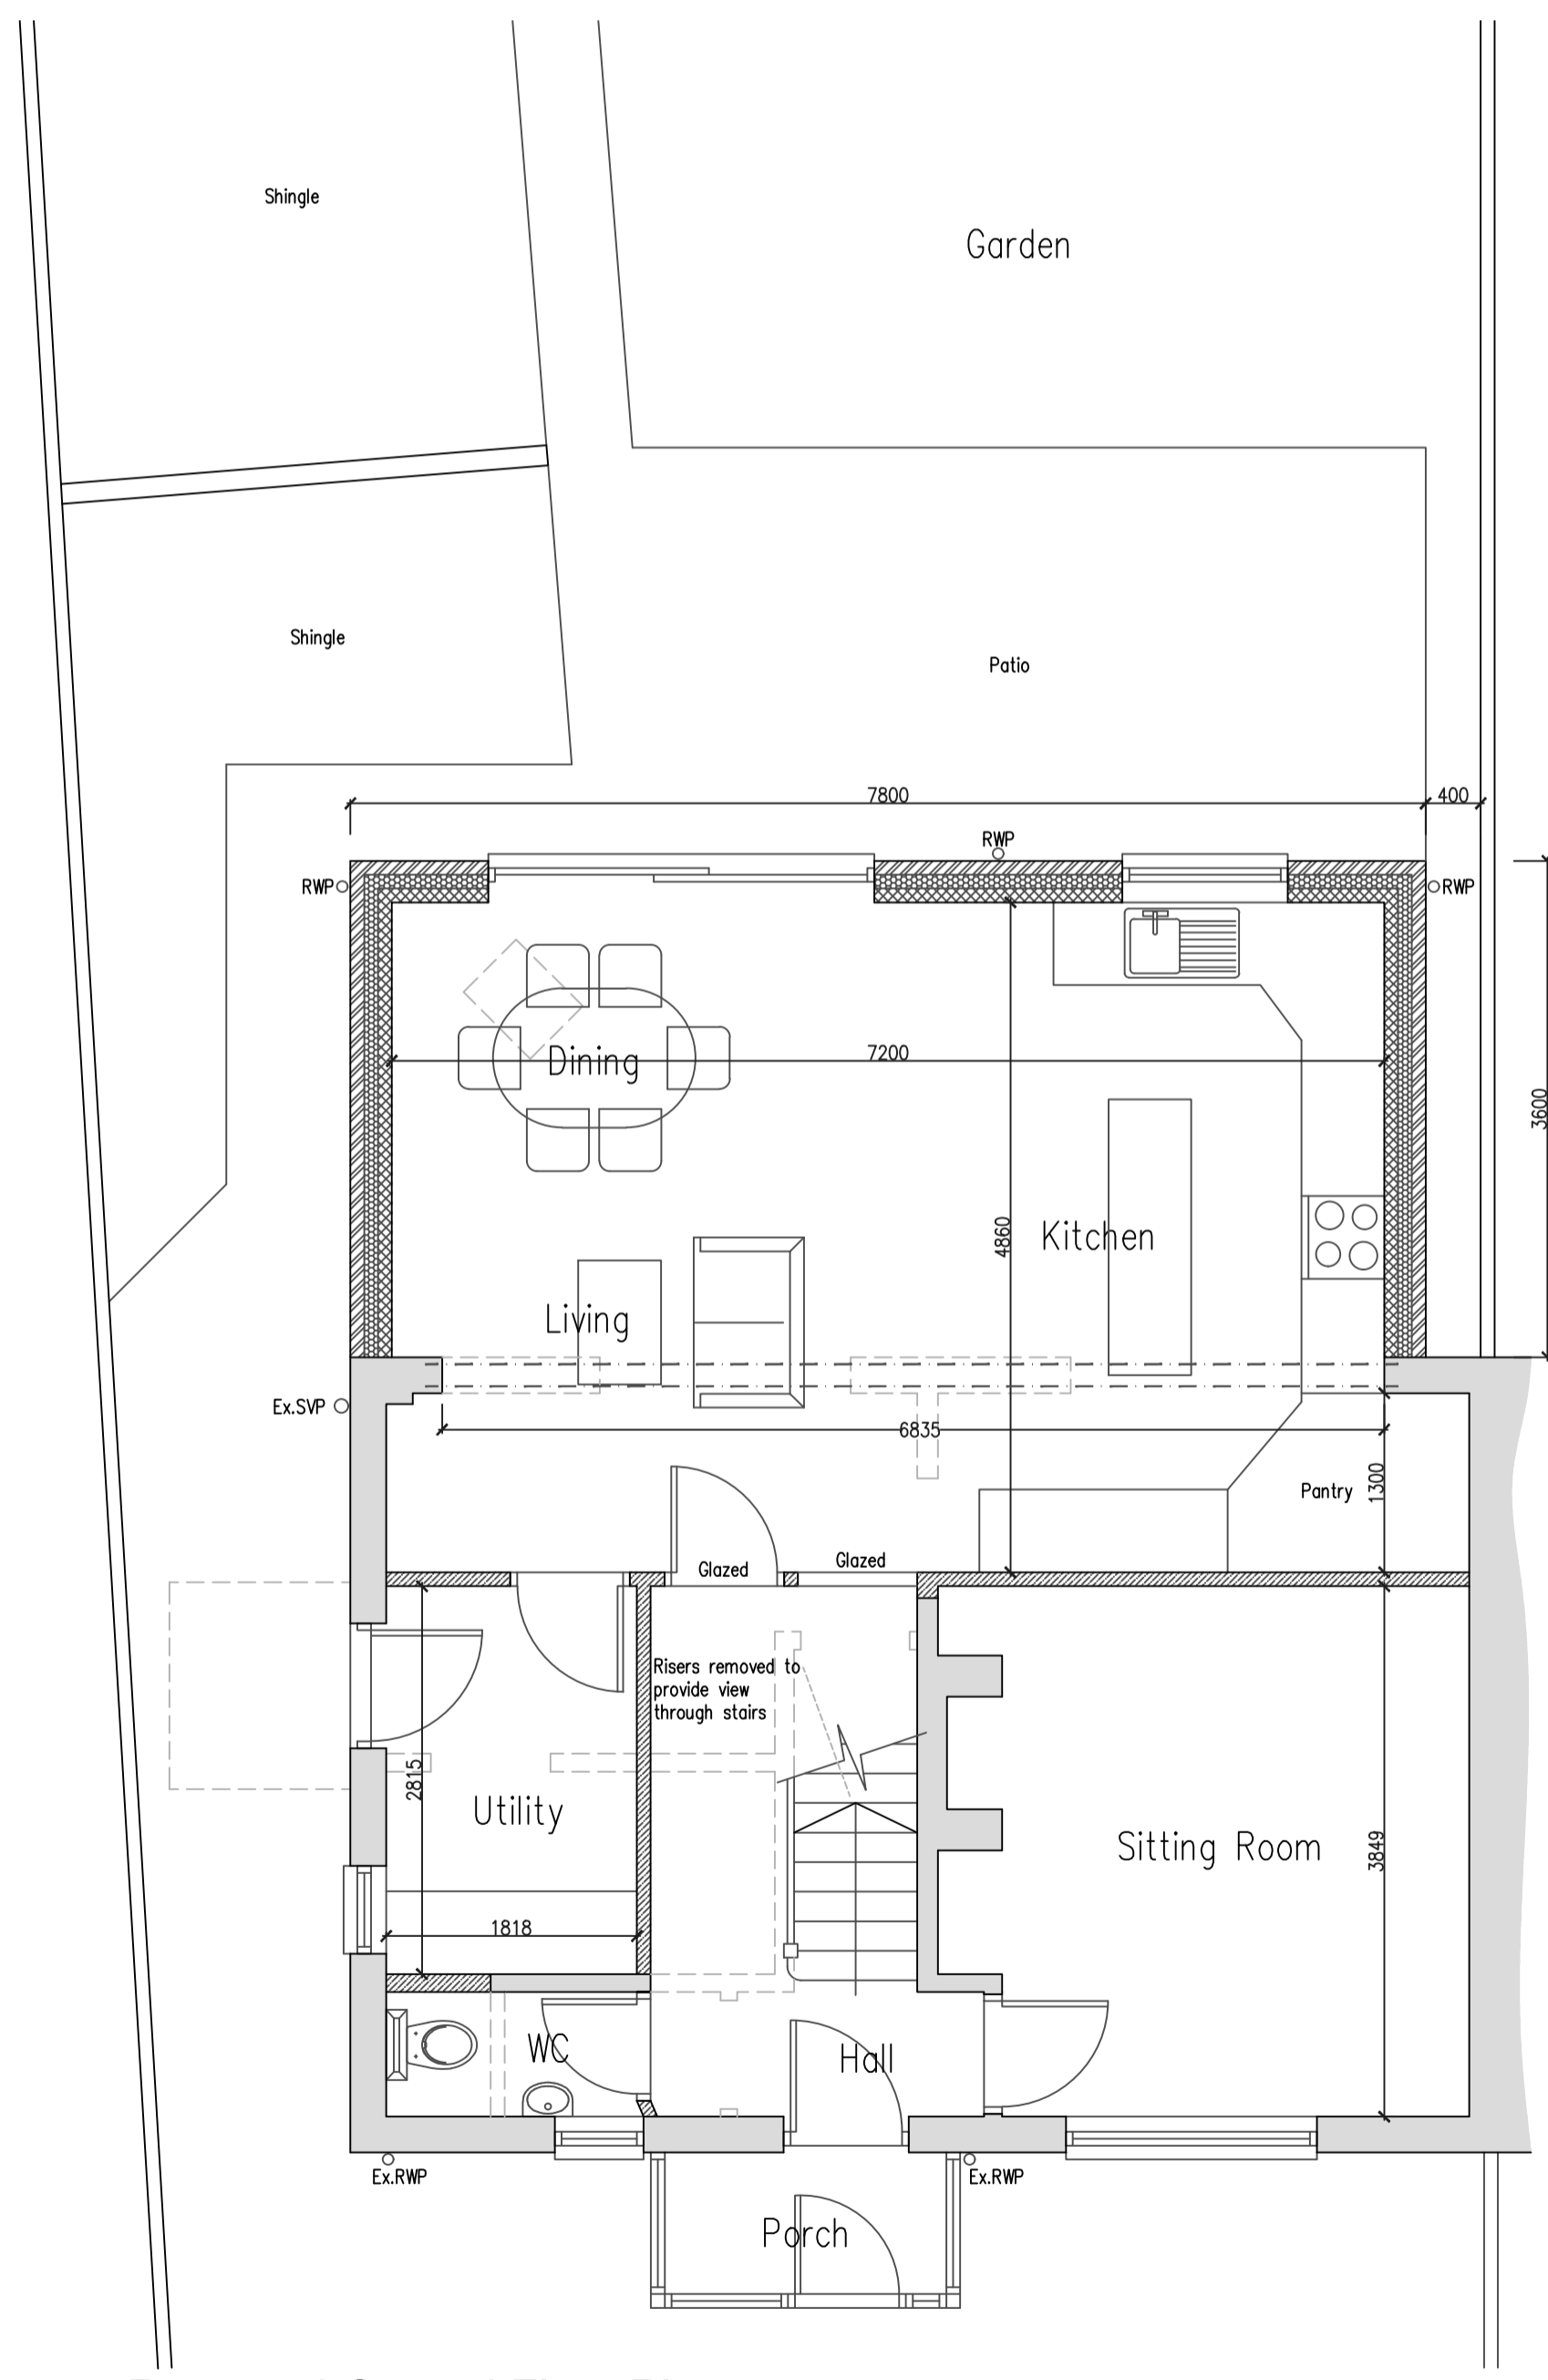 Shingle
Garden
Shingle
Patio
7800
400
RWP
RWP
RWP
Dining
7200
3600
4860
Kitchen
Living
Ex.SVP
6835
1300
Pantry
Glazed
Glazed
Risers removed to
provide view
through stairs
2815
Utility
Sitting Room
3849
1818
WC
Hall
Ex.RWP
Ex.RWP
Porch